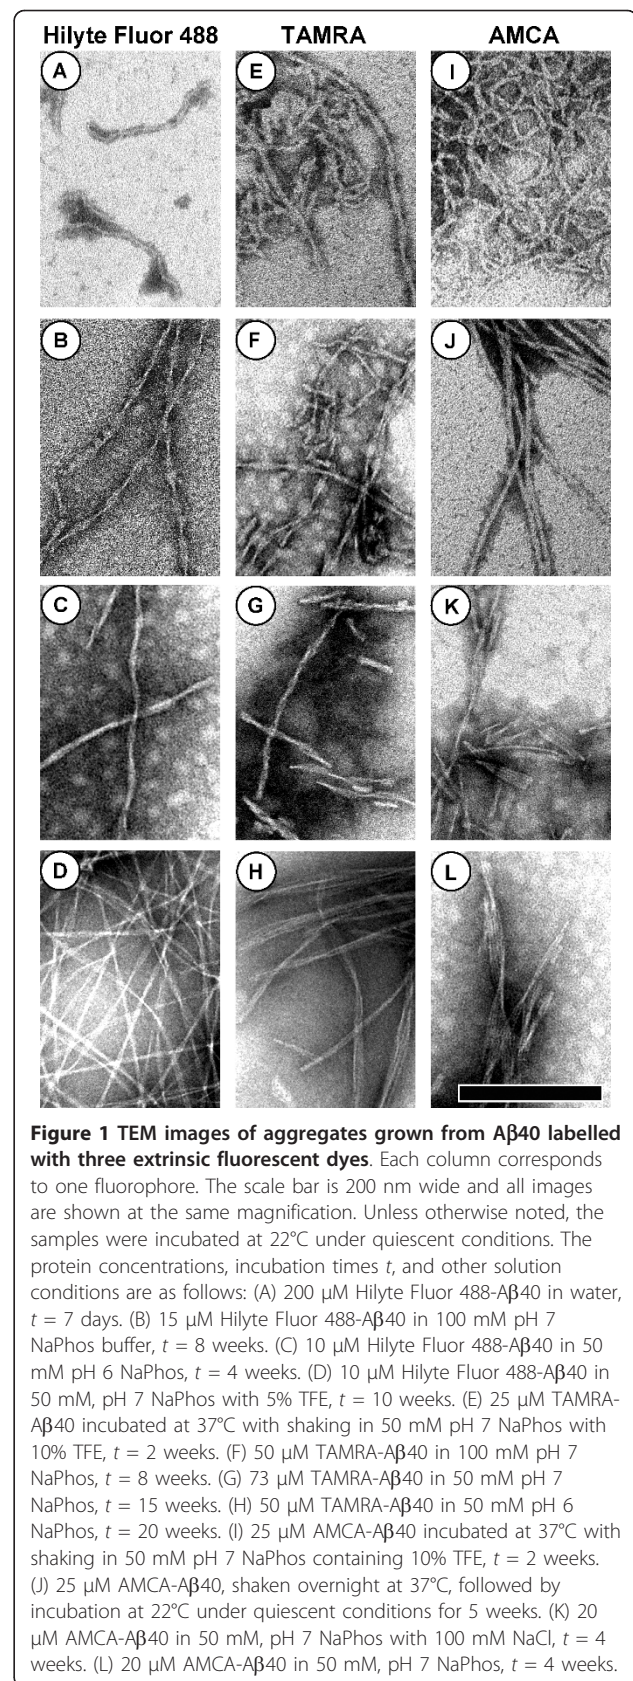 Hilyte Fluor 488 TAMRA AMCA
A E I
B F J
C G K
D H L
Figure 1 TEM images of aggregates grown from Aβ40 labelled
with three extrinsic fluorescent dyes. Each column corresponds
to one fluorophore. The scale bar is 200 nm wide and all images
are shown at the same magnification. Unless otherwise noted, the
samples were incubated at 22°C under quiescent conditions. The
protein concentrations, incubation times t, and other solution
conditions are as follows: (A) 200 μM Hilyte Fluor 488-Aβ40 in water,
t = 7 days. (B) 15 μM Hilyte Fluor 488-Aβ40 in 100 mM pH 7
NaPhos buffer, t = 8 weeks. (C) 10 μM Hilyte Fluor 488-Aβ40 in 50
mM pH 6 NaPhos, t = 4 weeks. (D) 10 μM Hilyte Fluor 488-Aβ40 in
50 mM, pH 7 NaPhos with 5% TFE, t = 10 weeks. (E) 25 μM TAMRA-
Aβ40 incubated at 37°C with shaking in 50 mM pH 7 NaPhos with
10% TFE, t = 2 weeks. (F) 50 μM TAMRA-Aβ40 in 100 mM pH 7
NaPhos, t = 8 weeks. (G) 73 μM TAMRA-Aβ40 in 50 mM pH 7
NaPhos, t = 15 weeks. (H) 50 μM TAMRA-Aβ40 in 50 mM pH 6
NaPhos, t = 20 weeks. (I) 25 μM AMCA-Aβ40 incubated at 37°C with
shaking in 50 mM pH 7 NaPhos containing 10% TFE, t = 2 weeks.
(J) 25 μM AMCA-Aβ40, shaken overnight at 37°C, followed by
incubation at 22°C under quiescent conditions for 5 weeks. (K) 20
μM AMCA-Aβ40 in 50 mM, pH 7 NaPhos with 100 mM NaCl, t = 4
weeks. (L) 20 μM AMCA-Aβ40 in 50 mM, pH 7 NaPhos, t = 4 weeks.